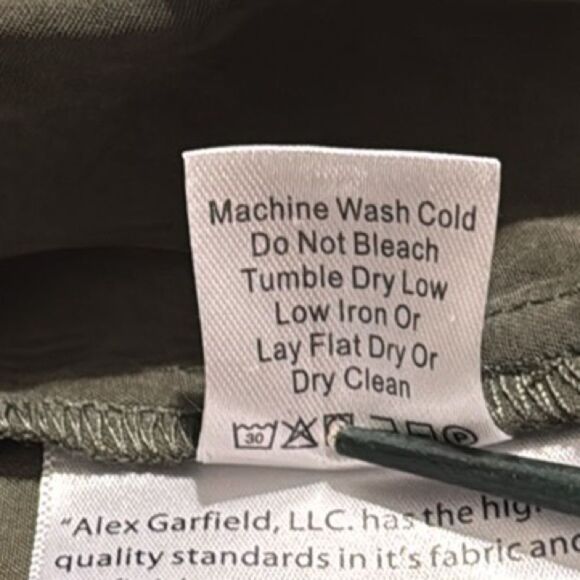 Machine Wash Cold
Do Not Bleach
Tumble Dry Low
Low Iron Or
Lay Flat Dry Or
Dry Clean
30 P
"Alex Garfield, LLC. has the
quality standards in it's fabric and